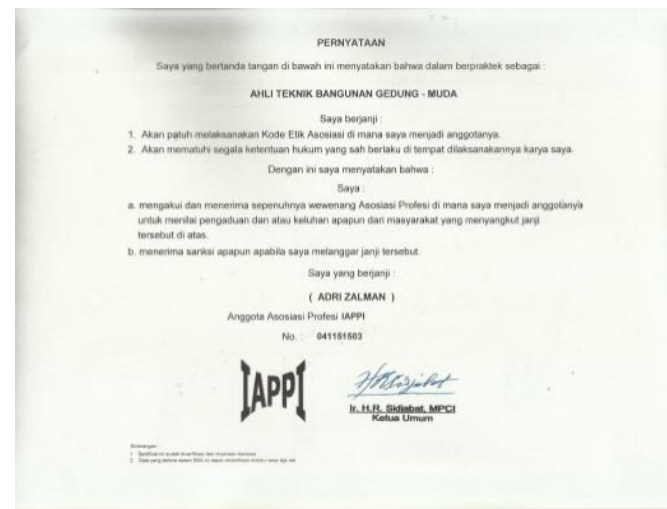 PERNYATAAN
Saya yang bertanda tangan di bawah ini menyatakan bahwa dalam berpraktek sebagai :
AHLI TEKNIK BANGUNAN GEDUNG - MUDA
Saya berjanji :
1. Akan patuh melaksanakan Kode Etik Asosiasi di mana saya menjadi anggotanya.
2. Akan mematuhi segala ketentuan hukum yang sah berlaku di tempat dilaksanakannya karya saya.
Dengan ini saya menyatakan bahwa :
Saya :
a. mengakui dan menerima sepenuhnya wewenang Asosiasi Profesi di mana saya menjadi anggotanya
untuk menilai pengaduan dan atau keluhan apapun dari masyarakat yang menyangkut janji
tersebut di atas.
b. menerima sanksi apapun apabila saya melanggar janji tersebut.
Saya yang berjanji :
( ADRI ZALMAN )
Anggota Asosiasi Profesi IAPPI
No. : 041151503
IAPPI
Ir. H.R. Sidjabat, MPCI
Ketua Umum